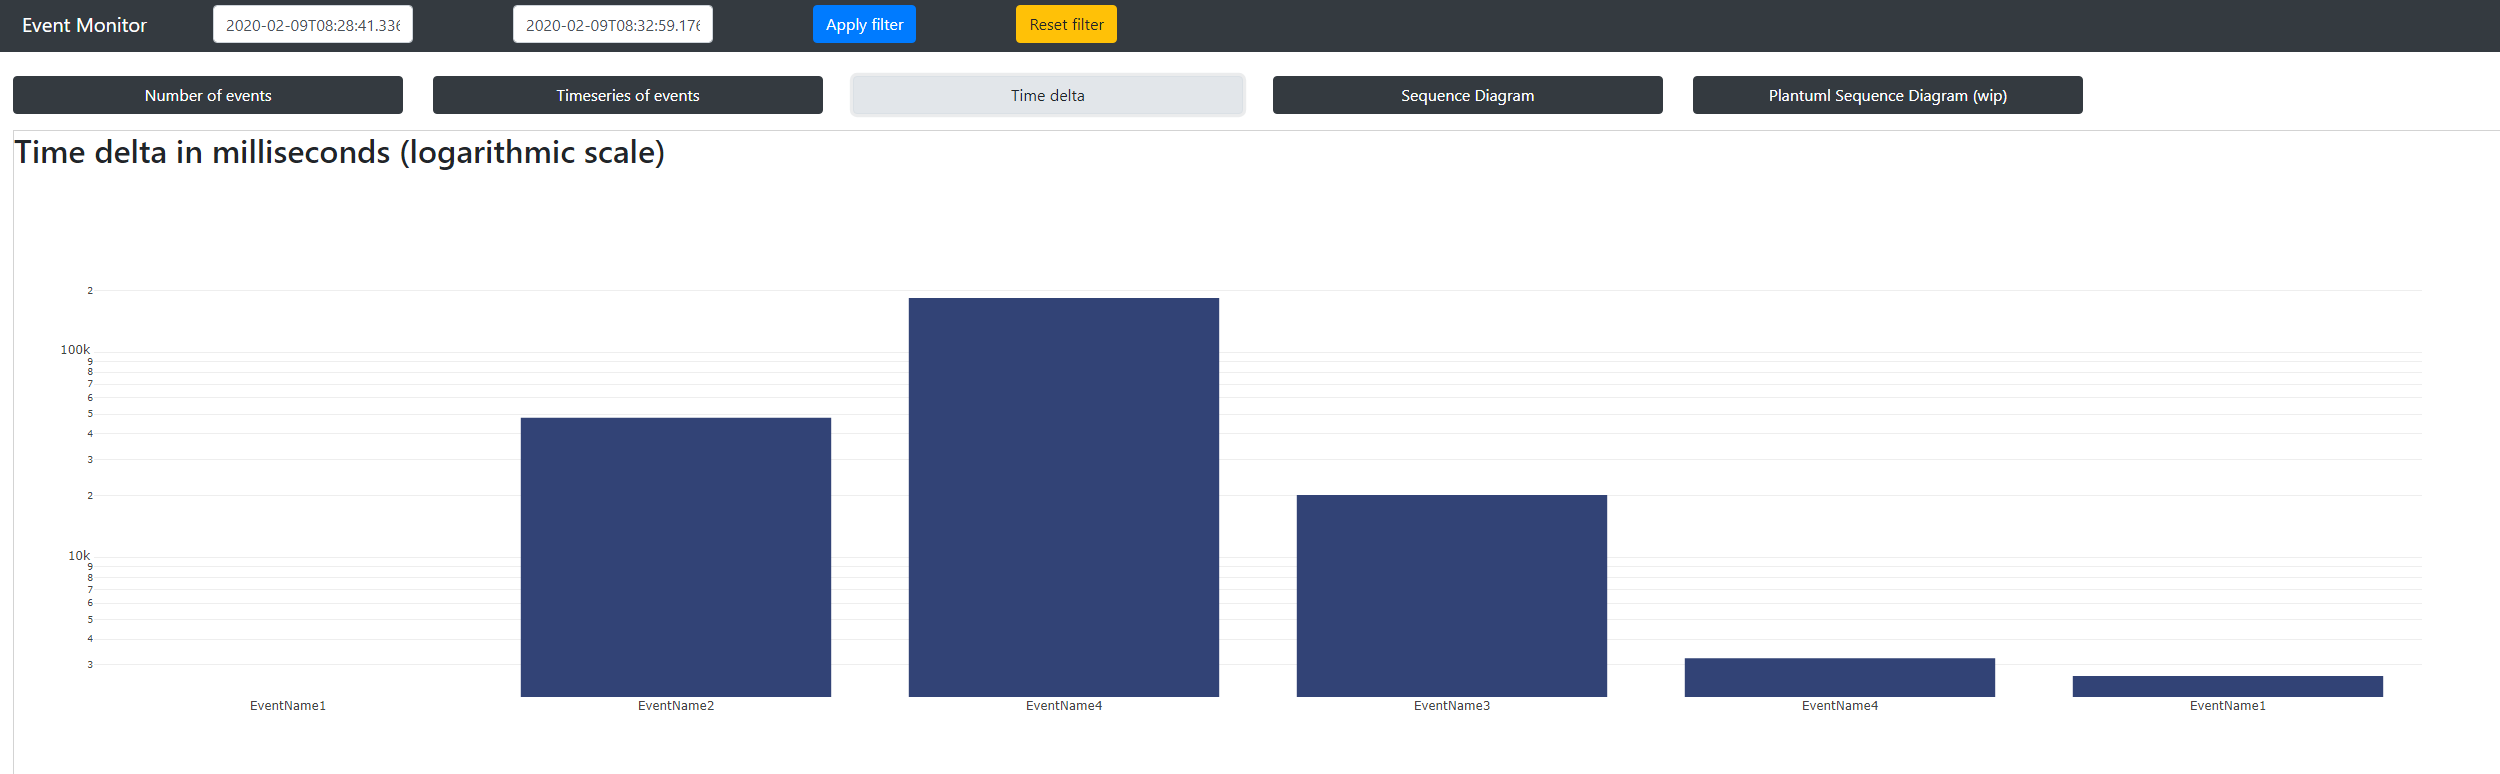 Event Monitor 2020-02-09T08:28:41.336 2020-02-09T08:32:59.176 Apply filter Reset filter
Number of events Timeseries of events Time delta Sequence Diagram Plantuml Sequence Diagram (wip)
Time delta in milliseconds (logarithmic scale)
2
100k
9
8
7
6
5
4
3
2
10k
9
8
7
6
5
4
3
EventName1 EventName2 EventName4 EventName3 EventName4 EventName1